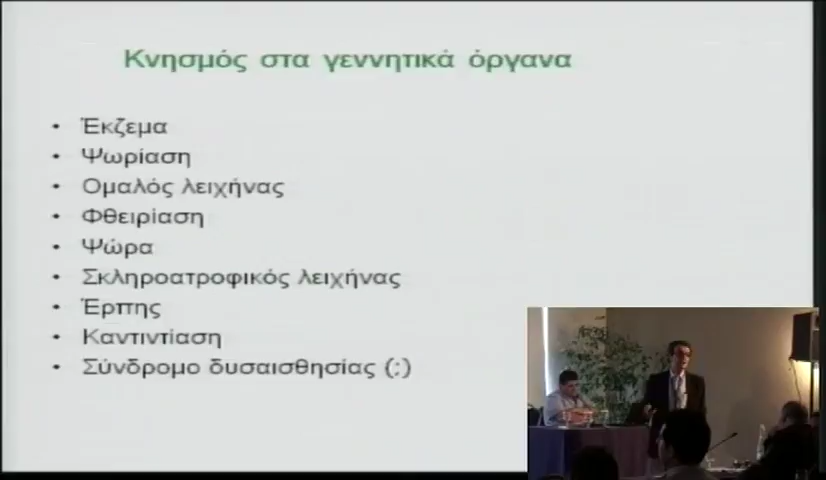 Κνησμός στα γεννητικά όργανα
• Έκζεμα
• Ψωρίαση
• Ομαλός λειχήνας
• Φθειρίαση
• Ψώρα
• Σκληροατροφικός λειχήνας
• Έρπης
• Καντιντίαση
• Σύνδρομο δυσαισθησίας (;)